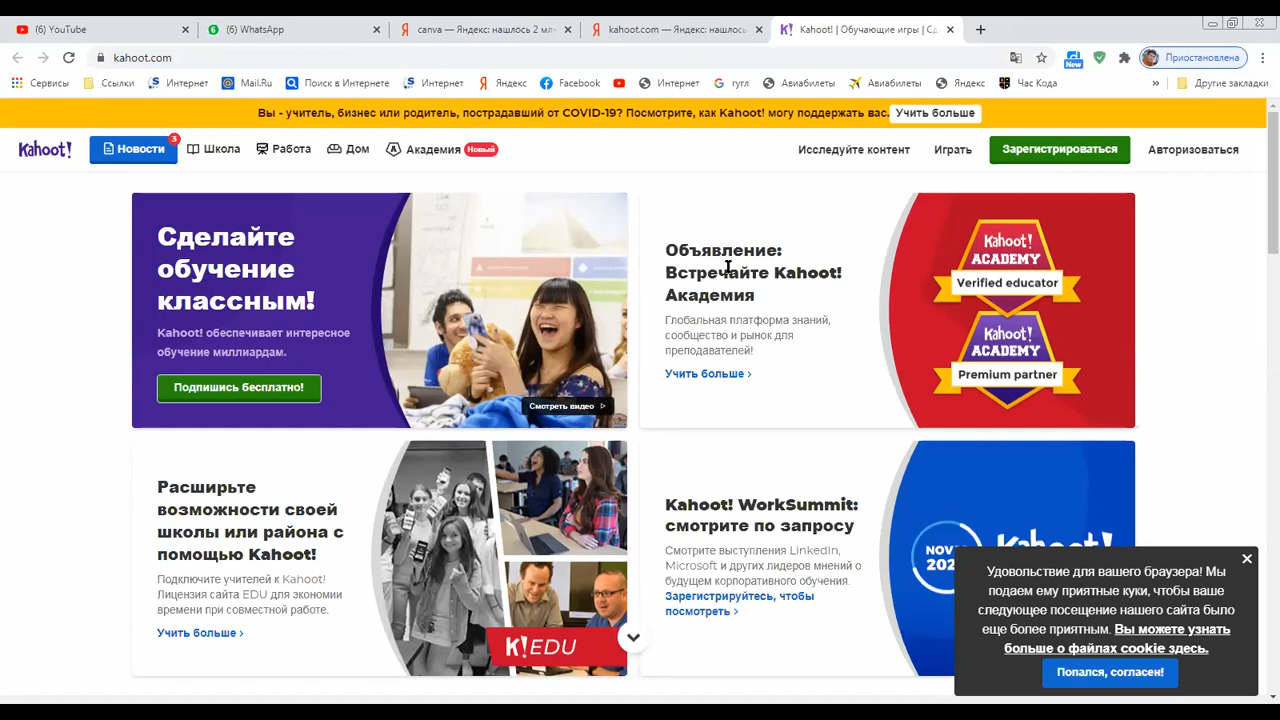 (6) YouTube
(6) WhatsApp
canva — Яндекс: нашлось 2 мл
kahoot.com — Яндекс: нашлось
Kahoot! | Обучающие игры | Сд
kahoot.com
New
Приостановлена
Сервисы
Ссылки
Интернет
Mail.Ru
Поиск в Интернете
Интернет
Яндекс
Facebook
Интернет
гугл
Авиабилеты
Авиабилеты
Яндекс
Час Кода
»
Другие закладки
Вы - учитель, бизнес или родитель, пострадавший от COVID-19? Посмотрите, как Kahoot! могу поддержать вас.
Учить больше
Kahoot!
Новости
3
Школа
Работа
Дом
Академия
Новый
Исследуйте контент
Играть
Зарегистрироваться
Авторизоваться
Сделайте
обучение
классным!
Kahoot! обеспечивает интересное
обучение миллиардам.
Подпишись бесплатно!
Смотреть видео
Объявление:
Встречайте Kahoot!
Академия
Глобальная платформа знаний,
сообщество и рынок для
преподавателей!
Учить больше >
Kahoot!
ACADEMY
Verified educator
Kahoot!
ACADEMY
Premium partner
Расширьте
возможности своей
школы или района с
помощью Kahoot!
Подключите учителей к Kahoot!
Лицензия сайта EDU для экономии
времени при совместной работе.
Учить больше >
K!EDU
Kahoot! WorkSummit:
смотрите по запросу
Смотрите выступления LinkedIn,
Microsoft и других лидеров мнений о
будущем корпоративного обучения.
Зарегистрируйтесь, чтобы
посмотреть >
NOV
202
Kahoot!
Удовольствие для вашего браузера! Мы
подаем ему приятные куки, чтобы ваше
следующее посещение нашего сайта было
еще более приятным. Вы можете узнать
больше о файлах cookie здесь.
Попался, согласен!